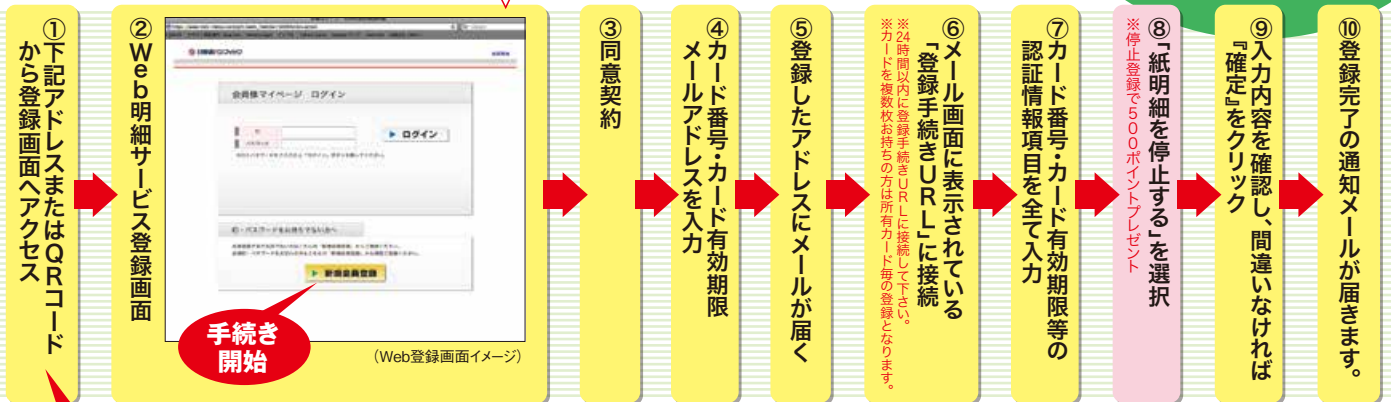 ①下記アドレスまたはQRコード
から登録画面へアクセス
②Web明細サービス登録画面
会員様マイページ ログイン
ログイン
ID・パスワードをお持ちでない方へ
新規会員登録
手続き
開始
(Web登録画面イメージ)
③同意契約
④カード番号・カード有効期限
メールアドレスを入力
⑤登録したアドレスにメールが届く
⑥メール画面に表示されている
「登録手続きURL」に接続
※24時間以内に登録手続きURLに接続して下さい。
※カードを複数枚お持ちの方は所有カード毎の登録となります。
⑦カード番号・カード有効期限等の
認証情報項目を全て入力
⑧「紙明細を停止する」を選択
※停止登録で500ポイントプレゼント
⑨入力内容を確認し、間違いなければ
『確定』をクリック
⑩登録完了の通知メールが届きます。